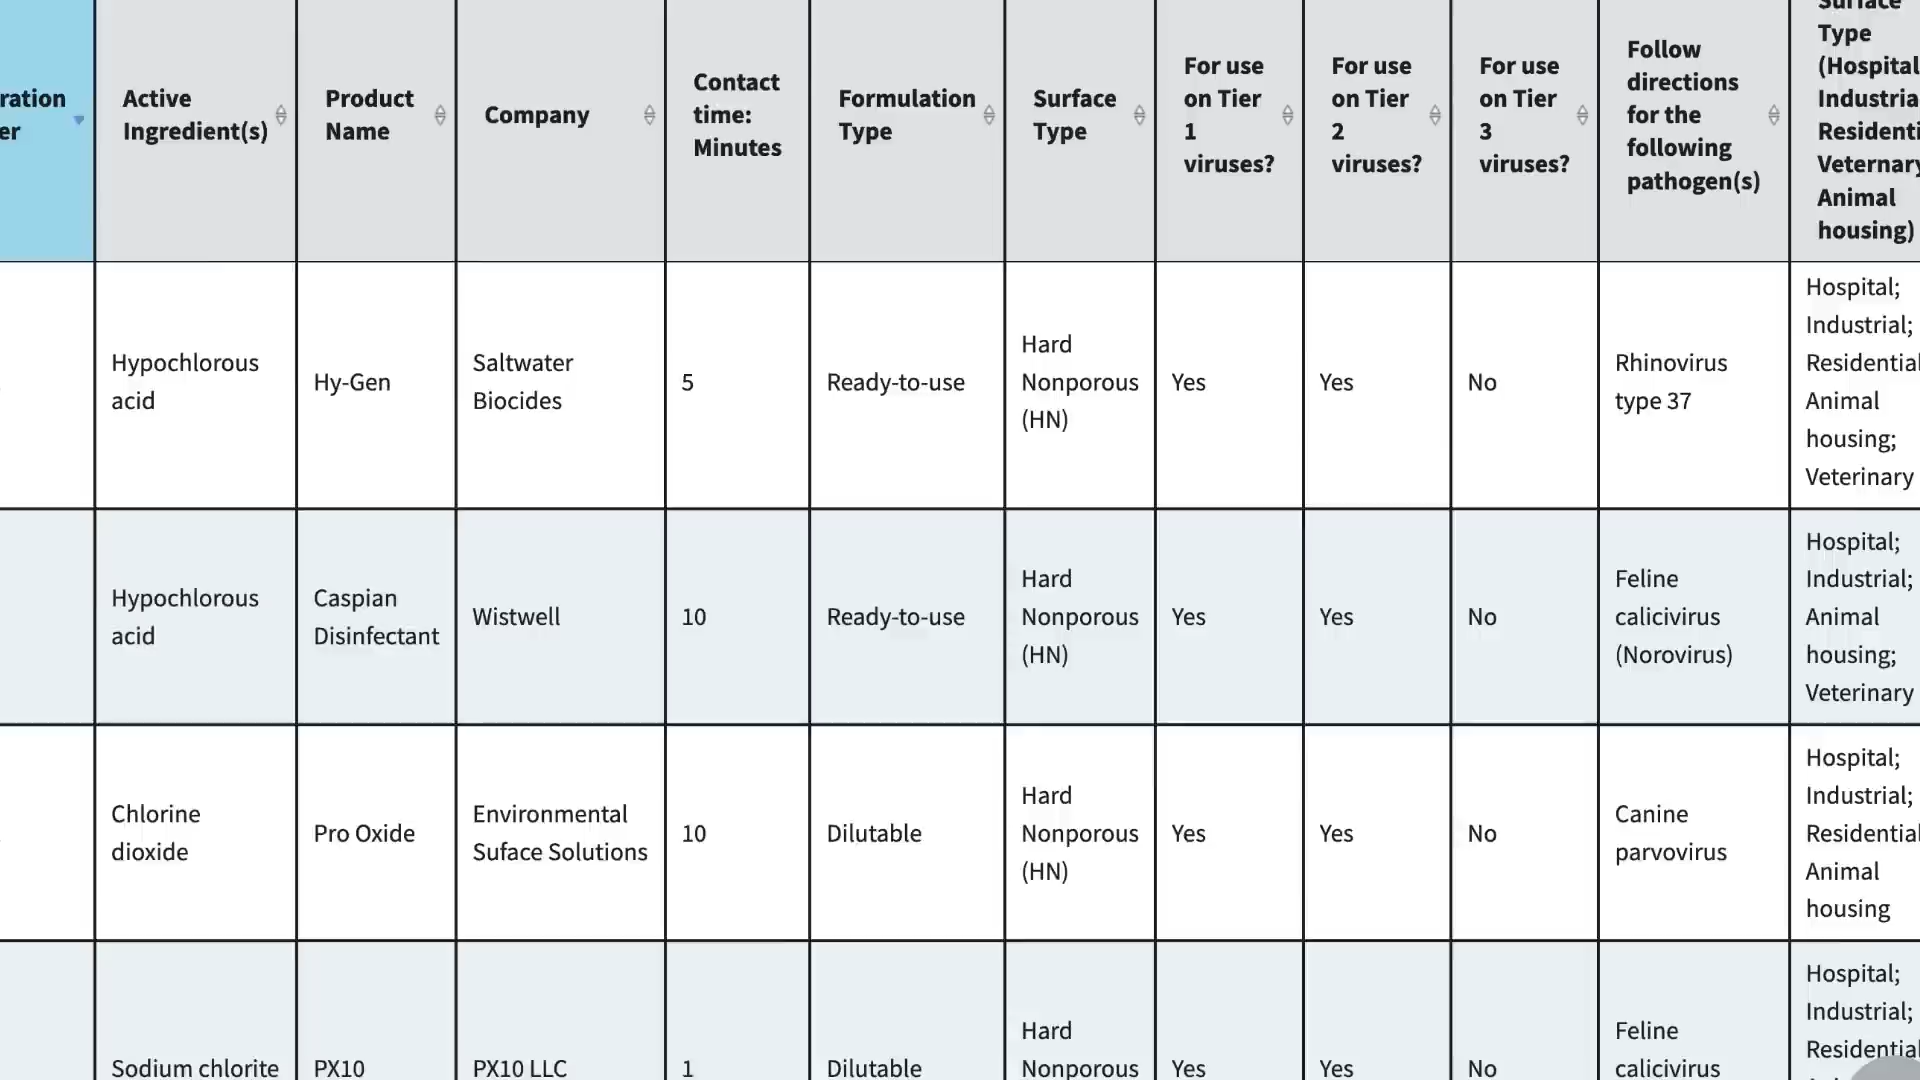 ration
er
Active
Ingredient(s)
Product
Name
Company
Contact
time:
Minutes
Formulation
Type
Surface
Type
For use
on Tier
1
viruses?
For use
on Tier
2
viruses?
For use
on Tier
3
viruses?
Follow
directions
for the
following
pathogen(s)
Surface
Type
(Hospital
Industria
Residenti
Veternary
Animal
housing)
Hypochlorous
acid
Hy-Gen
Saltwater
Biocides
5
Ready-to-use
Hard
Nonporous
(HN)
Yes
Yes
No
Rhinovirus
type 37
Hospital;
Industrial;
Residential
Animal
housing;
Veterinary
Hypochlorous
acid
Caspian
Disinfectant
Wistwell
10
Ready-to-use
Hard
Nonporous
(HN)
Yes
Yes
No
Feline
calicivirus
(Norovirus)
Hospital;
Industrial;
Animal
housing;
Veterinary
Chlorine
dioxide
Pro Oxide
Environmental
Suface Solutions
10
Dilutable
Hard
Nonporous
(HN)
Yes
Yes
No
Canine
parvovirus
Hospital;
Industrial;
Residential
Animal
housing
Sodium chlorite
PX10
PX10 LLC
1
Dilutable
Hard
Nonporous
Yes
Yes
No
Feline
calicivirus
Hospital;
Industrial;
Residential